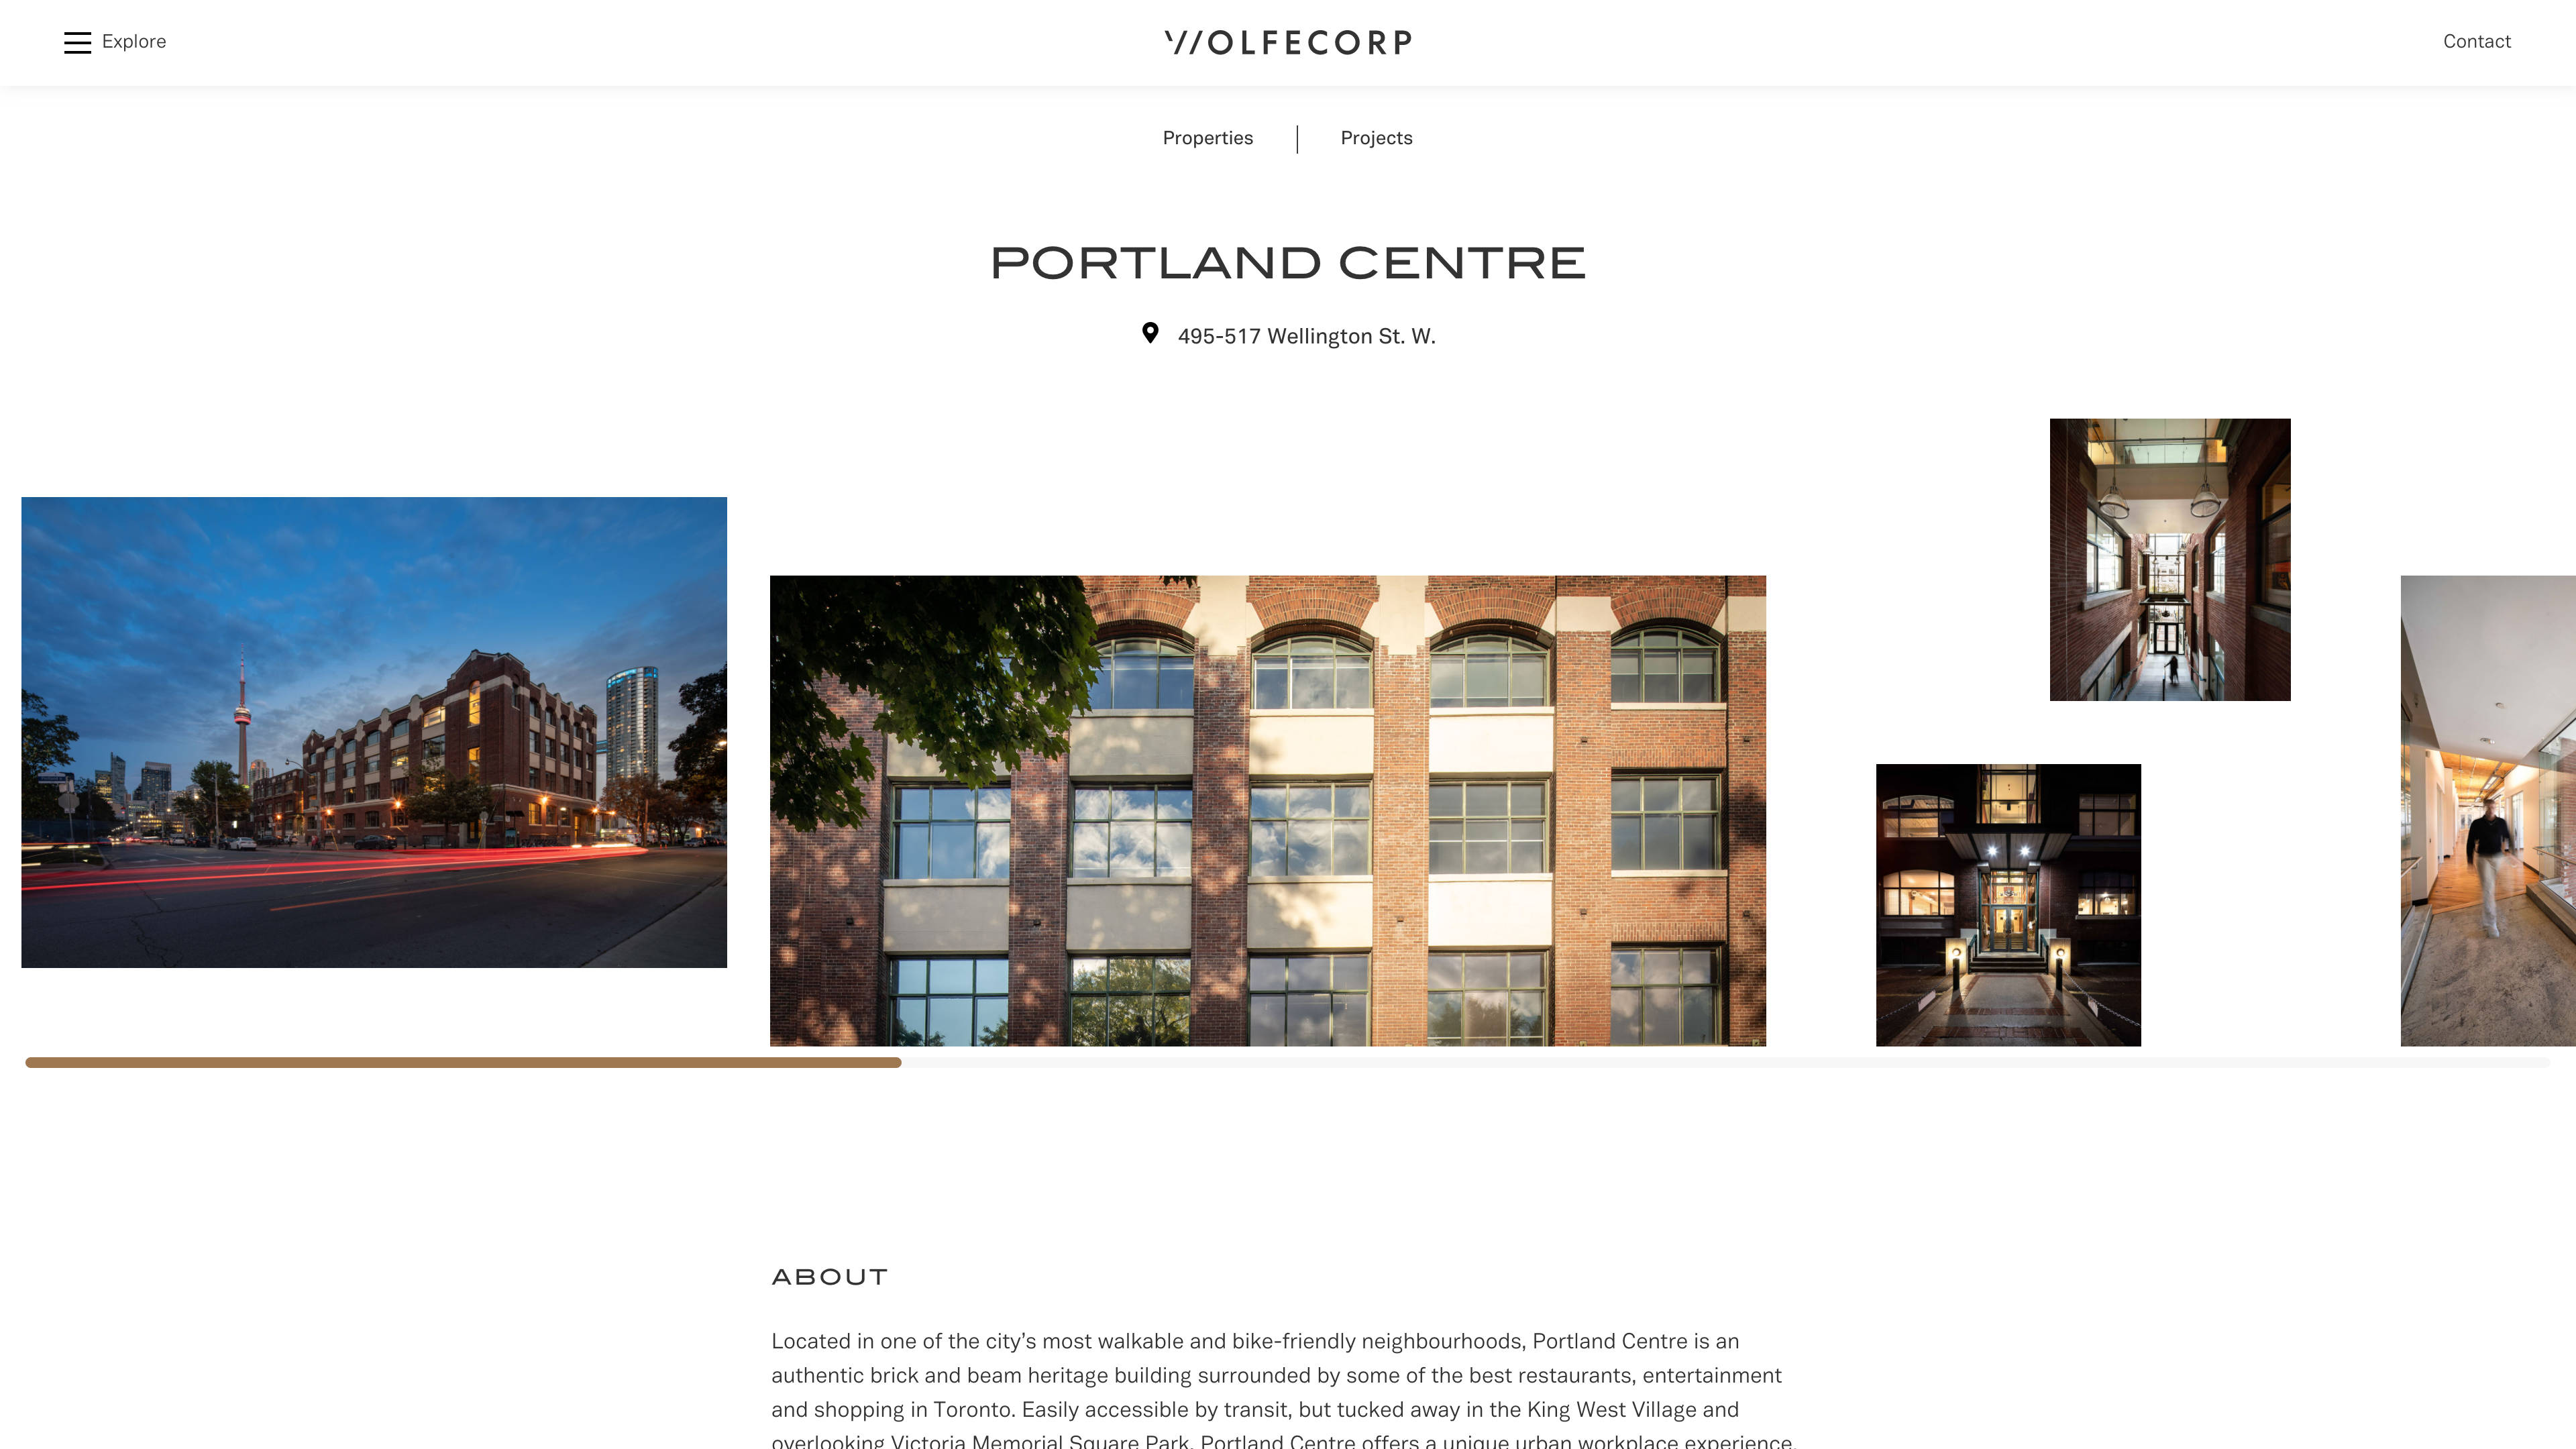 Explore
WOLFECORP
Contact
Properties
Projects
PORTLAND CENTRE
495-517 Wellington St. W.
ABOUT
Located in one of the city's most walkable and bike-friendly neighbourhoods, Portland Centre is an
authentic brick and beam heritage building surrounded by some of the best restaurants, entertainment
and shopping in Toronto. Easily accessible by transit, but tucked away in the King West Village and
overlooking Victoria Memorial Square Park, Portland Centre offers a unique urban workplace experience.